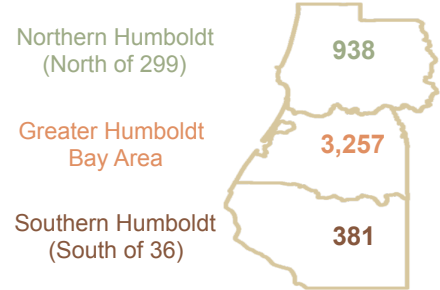 Northern Humboldt
(North of 299)
938
Greater Humboldt
Bay Area
3,257
Southern Humboldt
(South of 36)
381